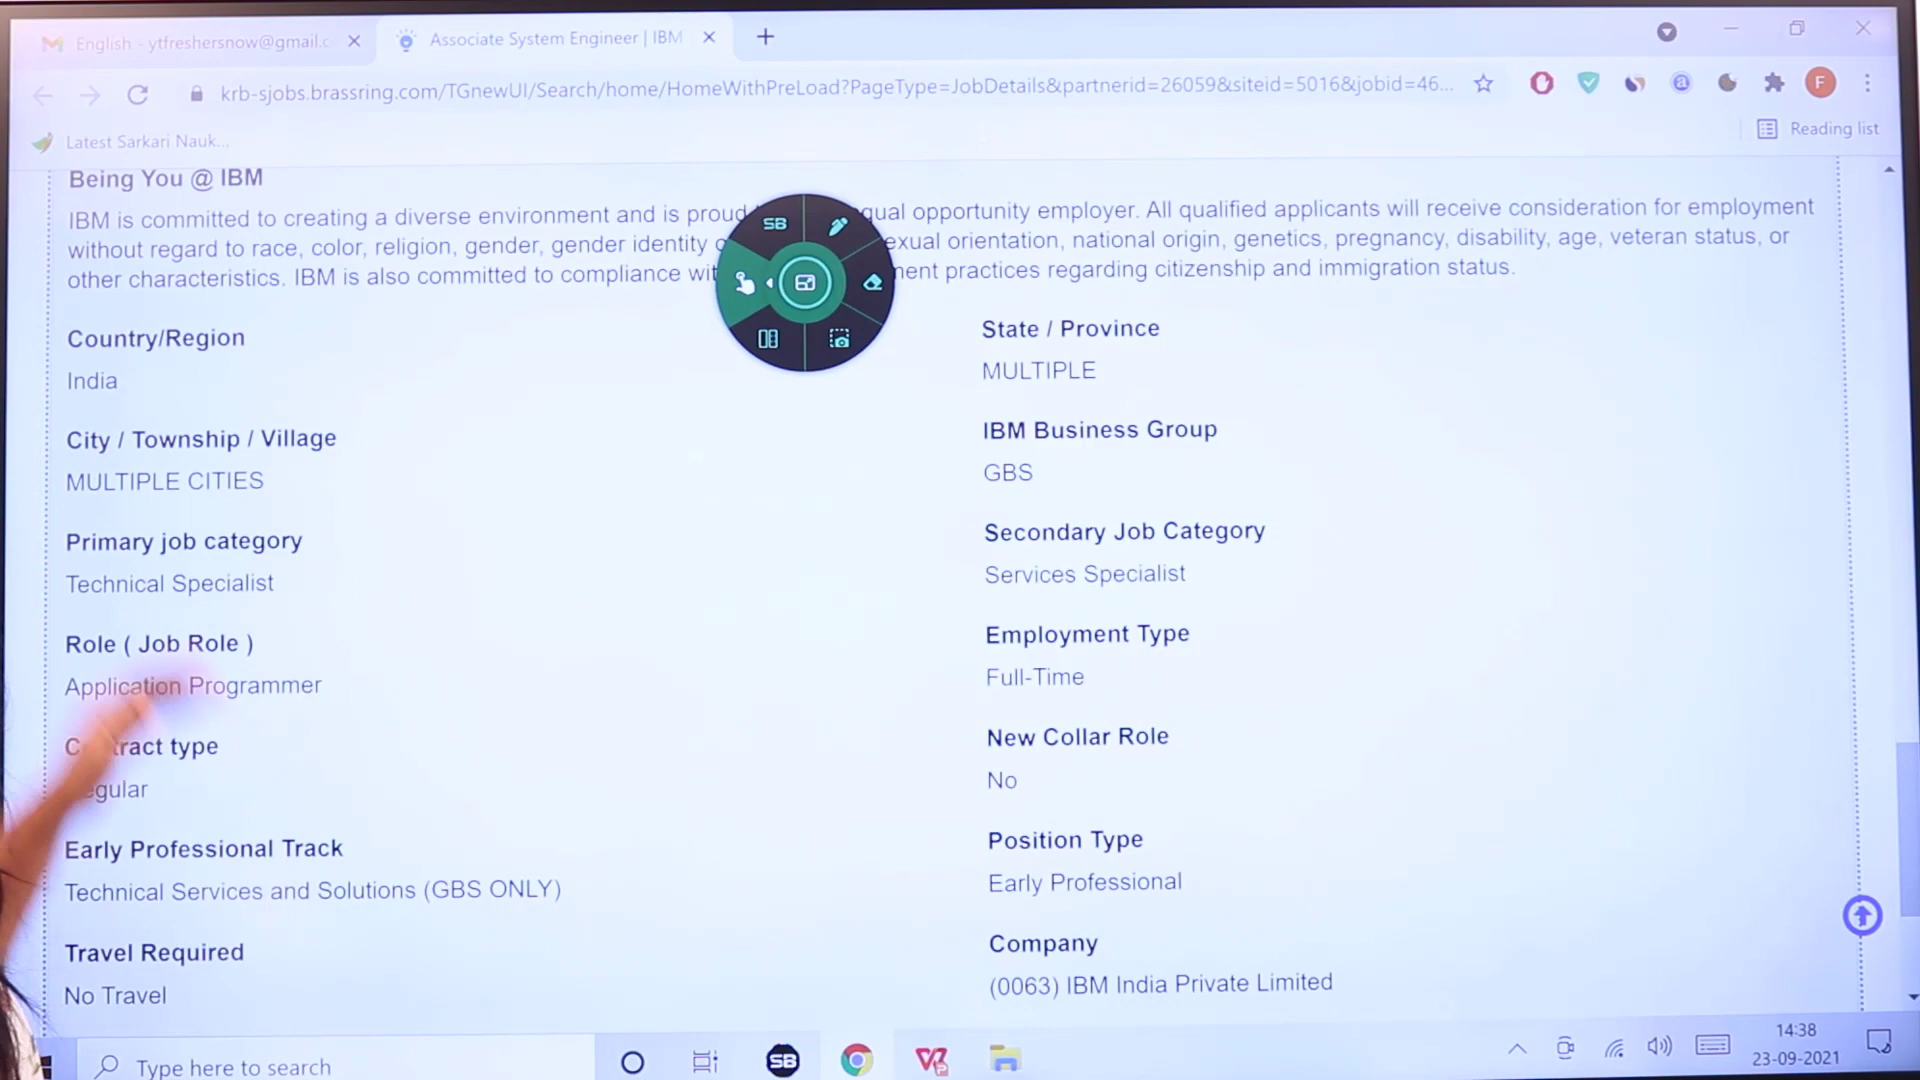 English - ytfreshersnow@gmail.c
Associate System Engineer | IBM
krb-sjobs.brassring.com/TGnewUI/Search/home/HomeWithPreLoad?PageType=JobDetails&partnerid=26059&siteid=5016&jobid=46...
F
Latest Sarkari Nauk...
Reading list
Being You @ IBM
IBM is committed to creating a diverse environment and is proud qual opportunity employer. All qualified applicants will receive consideration for employment
without regard to race, color, religion, gender, gender identity exual orientation, national origin, genetics, pregnancy, disability, age, veteran status, or
other characteristics. IBM is also committed to compliance wit ment practices regarding citizenship and immigration status.
SB
Country/Region
India
State / Province
MULTIPLE
City / Township / Village
MULTIPLE CITIES
IBM Business Group
GBS
Primary job category
Technical Specialist
Secondary Job Category
Services Specialist
Role ( Job Role )
Application Programmer
Employment Type
Full-Time
Contract type
gular
New Collar Role
No
Early Professional Track
Technical Services and Solutions (GBS ONLY)
Position Type
Early Professional
Travel Required
No Travel
Company
(0063) IBM India Private Limited
Type here to search
SB
14:38
23-09-2021